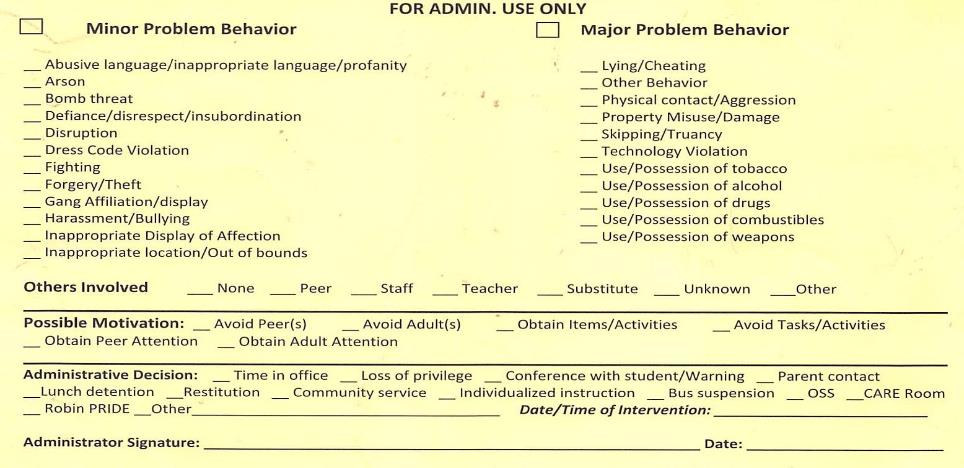 FOR ADMIN. USE ONLY
Minor Problem Behavior
__ Abusive language/inappropriate language/profanity
__ Arson
__ Bomb threat
__ Defiance/disrespect/insubordination
__ Disruption
__ Dress Code Violation
__ Fighting
__ Forgery/Theft
__ Gang Affiliation/display
__ Harassment/Bullying
__ Inappropriate Display of Affection
__ Inappropriate location/Out of bounds
Major Problem Behavior
__ Lying/Cheating
__ Other Behavior
__ Physical contact/Aggression
__ Property Misuse/Damage
__ Skipping/Truancy
__ Technology Violation
__ Use/Possession of tobacco
__ Use/Possession of alcohol
__ Use/Possession of drugs
__ Use/Possession of combustibles
__ Use/Possession of weapons
Others Involved ___ None ___ Peer ___ Staff ___ Teacher ___ Substitute ___ Unknown ___Other
Possible Motivation: __ Avoid Peer(s) __ Avoid Adult(s) __ Obtain Items/Activities __ Avoid Tasks/Activities
__ Obtain Peer Attention __ Obtain Adult Attention
Administrative Decision: __ Time in office __ Loss of privilege __ Conference with student/Warning __ Parent contact
__Lunch detention __Restitution __ Community service __ Individualized instruction __ Bus suspension __ OSS __CARE Room
__ Robin PRIDE __Other____________________ Date/Time of Intervention:____________________
Administrator Signature: ____________________ Date: ____________________